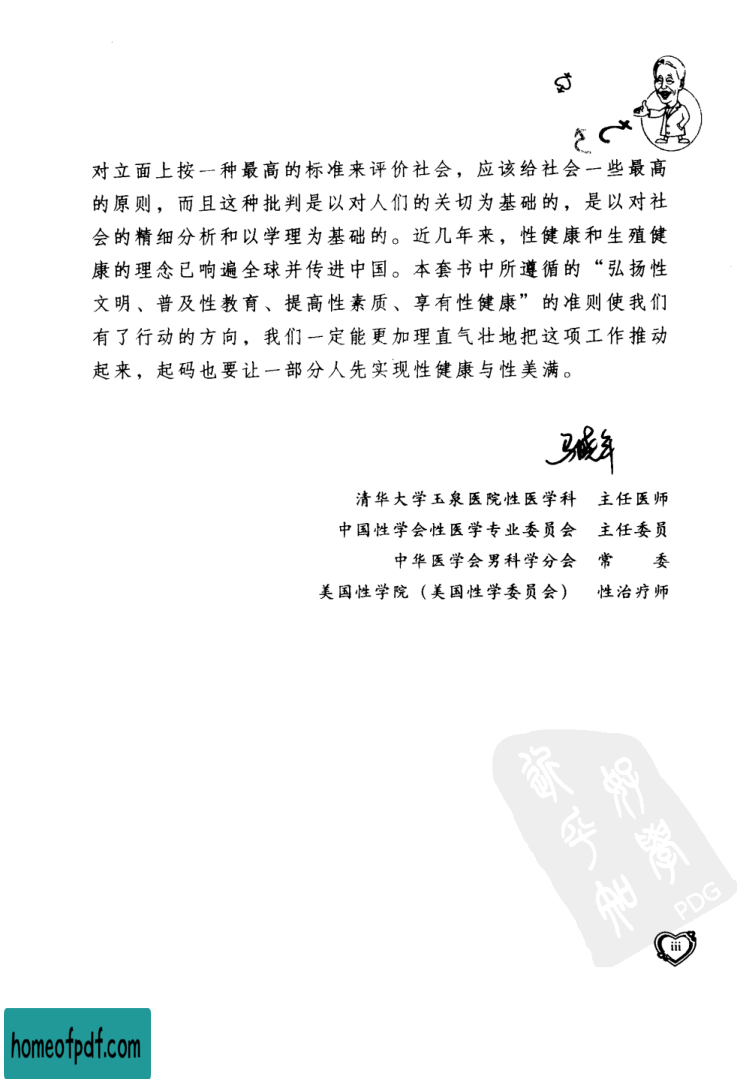 对立面上按一种最高的标准来评价社会，应该给社会一些最高
的原则，而且这种批判是以对人们的关切为基础的，是以对社
会的精细分析和以学理为基础的。近几年来，性健康和生殖健
康的理念已响遍全球并传进中国。本套书中所遵循的“弘扬性
文明、普及性教育、提高性素质、享有性健康”的准则使我们
有了行动的方向，我们一定能更加理直气壮地把这项工作推动
起来，起码也要让一部分人先实现性健康与性美满。
马晓年
清华大学玉泉医院性医学科 主任医师
中国性学会性医学专业委员会 主任委员
中华医学会男科学分会 常 委
美国性学院（美国性学委员会） 性治疗师
好學
近乎知
PDG
iii
homeofpdf.com